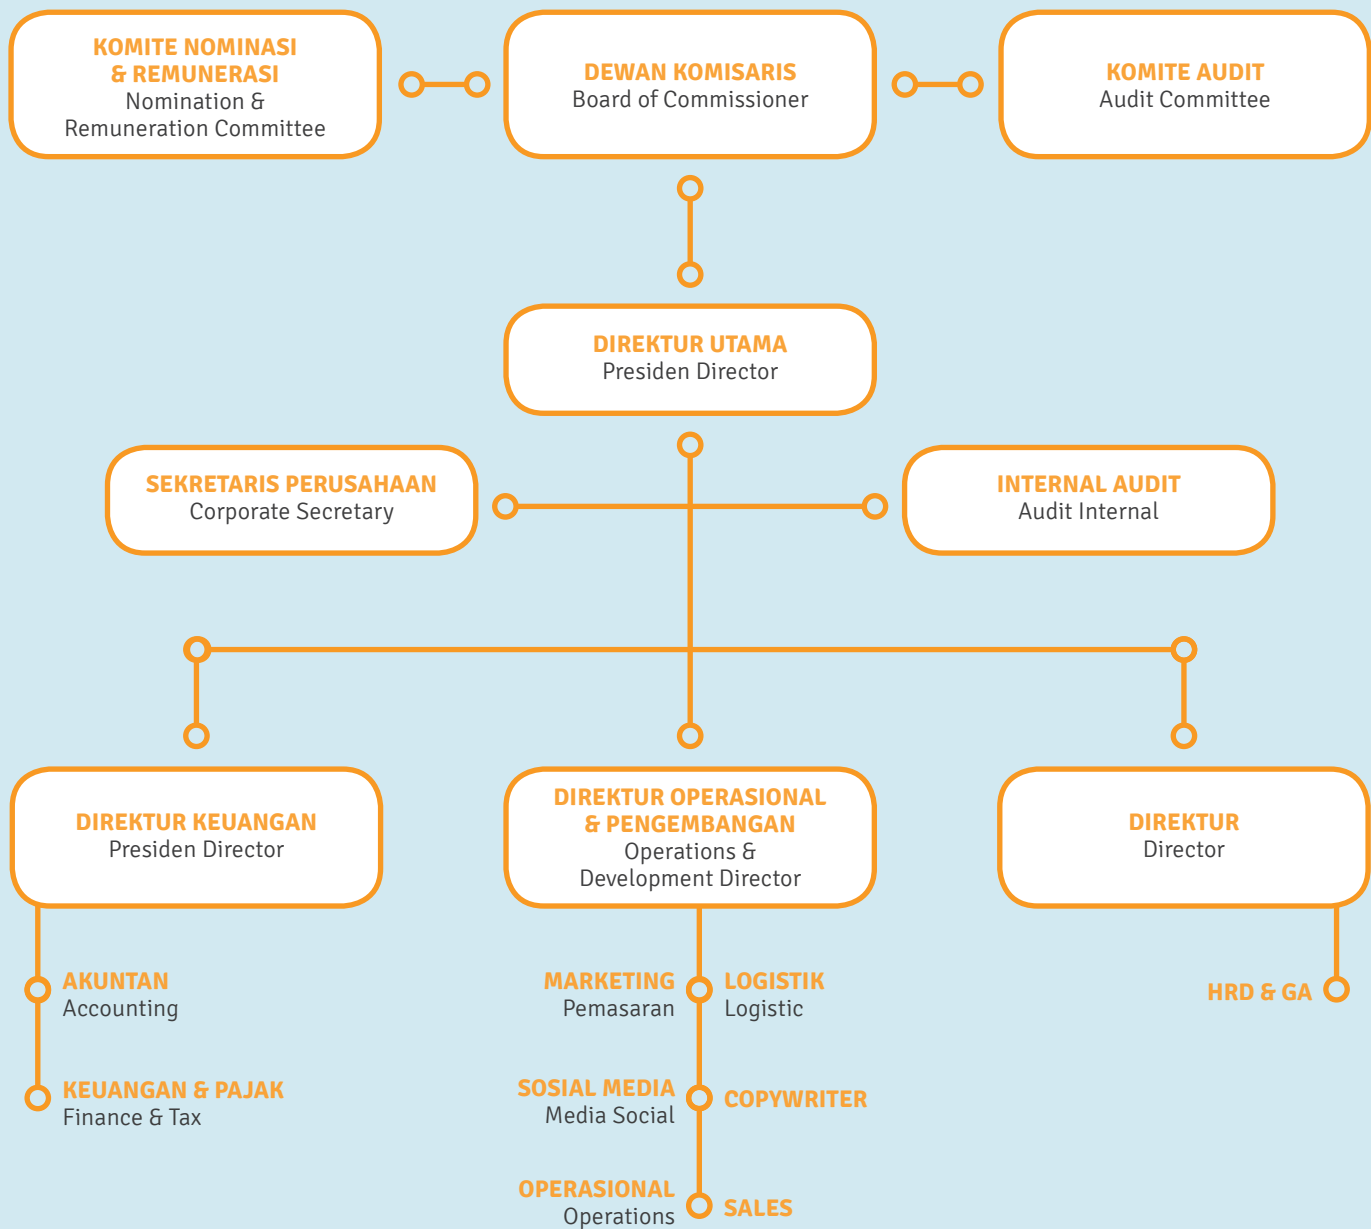 KOMITE NOMINASI
& REMUNERASI
Nomination &
Remuneration Committee
DEWAN KOMISARIS
Board of Commissioner
KOMITE AUDIT
Audit Committee
DIREKTUR UTAMA
Presiden Director
SEKRETARIS PERUSAHAAN
Corporate Secretary
INTERNAL AUDIT
Audit Internal
DIREKTUR KEUANGAN
Presiden Director
DIREKTUR OPERASIONAL
& PENGEMBANGAN
Operations &
Development Director
DIREKTUR
Director
AKUNTAN
Accounting
KEUANGAN & PAJAK
Finance & Tax
MARKETING
Pemasaran
LOGISTIK
Logistic
SOSIAL MEDIA
Media Social
COPYWRITER
OPERASIONAL
Operations
SALES
HRD & GA